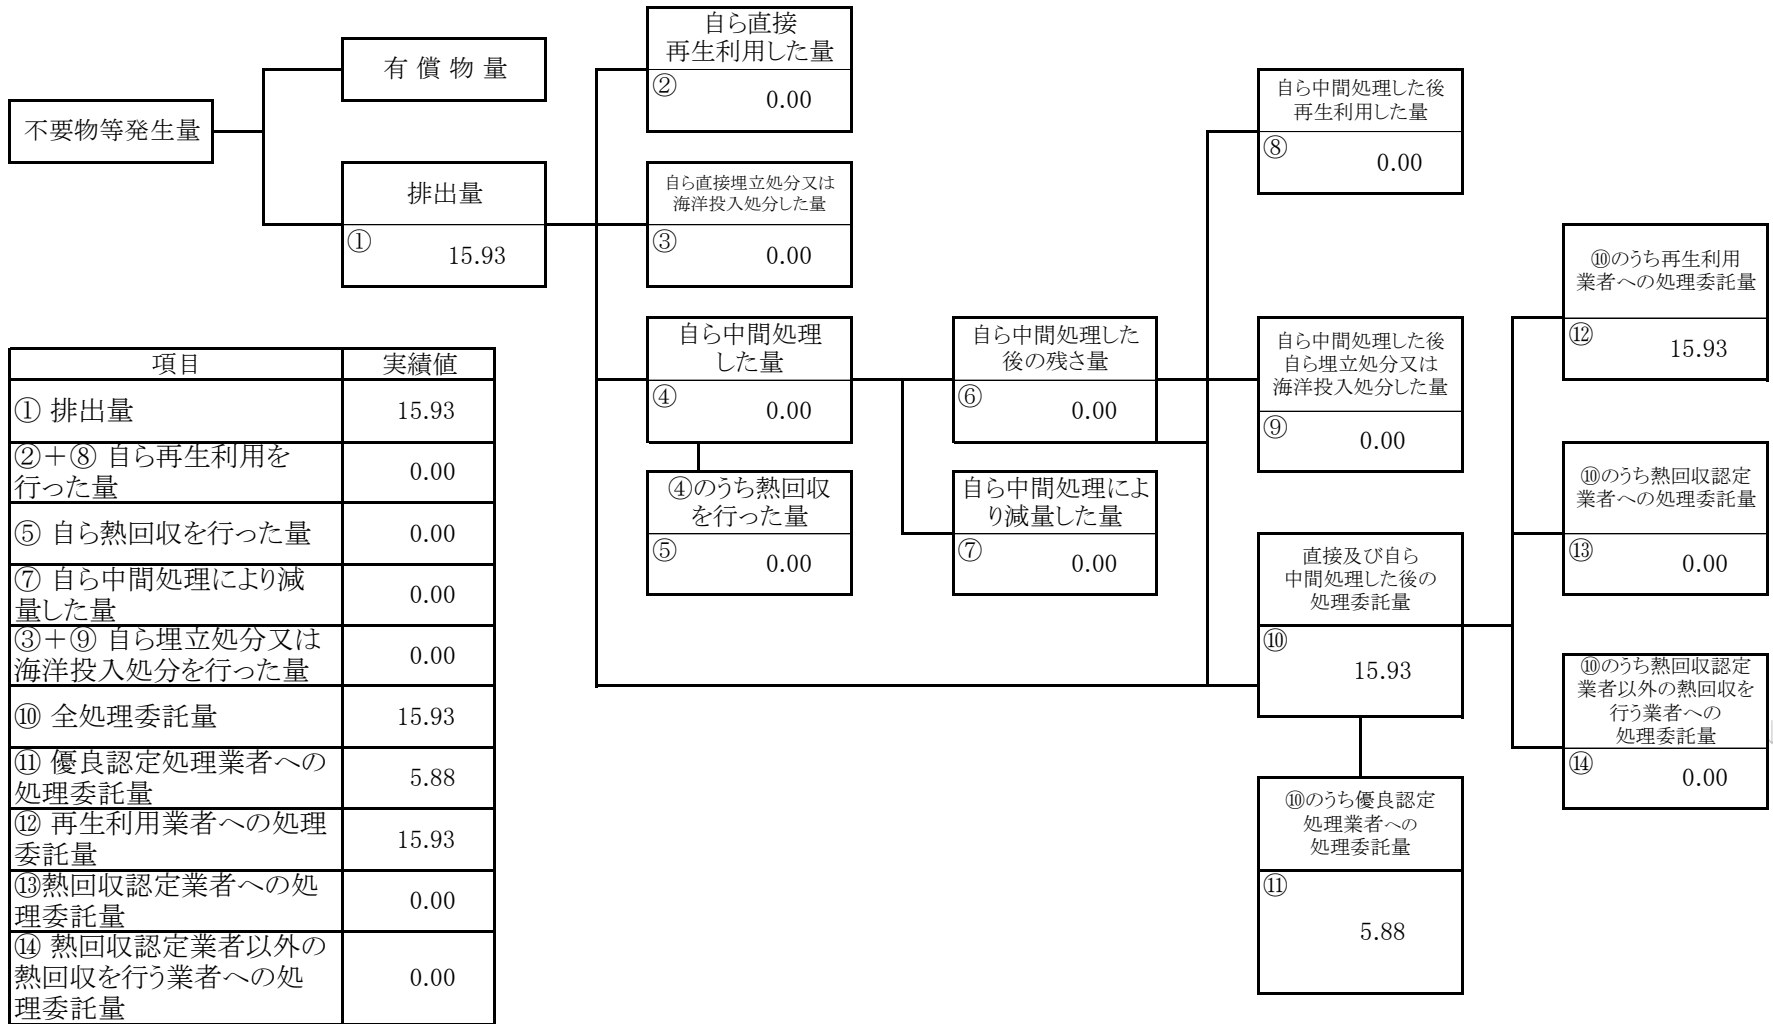 不要物等発生量
有 償 物 量
排出量
①
15.93
自ら直接
再生利用した量
②
0.00
自ら直接埋立処分又は
海洋投入処分した量
③
0.00
自ら中間処理
した量
④
0.00
④のうち熱回収
を行った量
⑤
0.00
自ら中間処理した
後の残さ量
⑥
0.00
自ら中間処理によ
り減量した量
⑦
0.00
自ら中間処理した後
再生利用した量
⑧
0.00
自ら中間処理した後
自ら埋立処分又は
海洋投入処分した量
⑨
0.00
直接及び自ら
中間処理した後の
処理委託量
⑩
15.93
⑩のうち優良認定
処理業者への
処理委託量
⑪
5.88
⑩のうち再生利用
業者への処理委託量
⑫
15.93
⑩のうち熱回収認定
業者への処理委託量
⑬
0.00
⑩のうち熱回収認定
業者以外の熱回収を
行う業者への
処理委託量
⑭
0.00
項目 実績値
① 排出量 15.93
②＋⑧ 自ら再生利用を
行った量 0.00
⑤ 自ら熱回収を行った量 0.00
⑦ 自ら中間処理により減
量した量 0.00
③＋⑨ 自ら埋立処分又は
海洋投入処分を行った量 0.00
⑩ 全処理委託量 15.93
⑪ 優良認定処理業者への
処理委託量 5.88
⑫ 再生利用業者への処理
委託量 15.93
⑬熱回収認定業者への処
理委託量 0.00
⑭ 熱回収認定業者以外の
熱回収を行う業者への処
理委託量 0.00